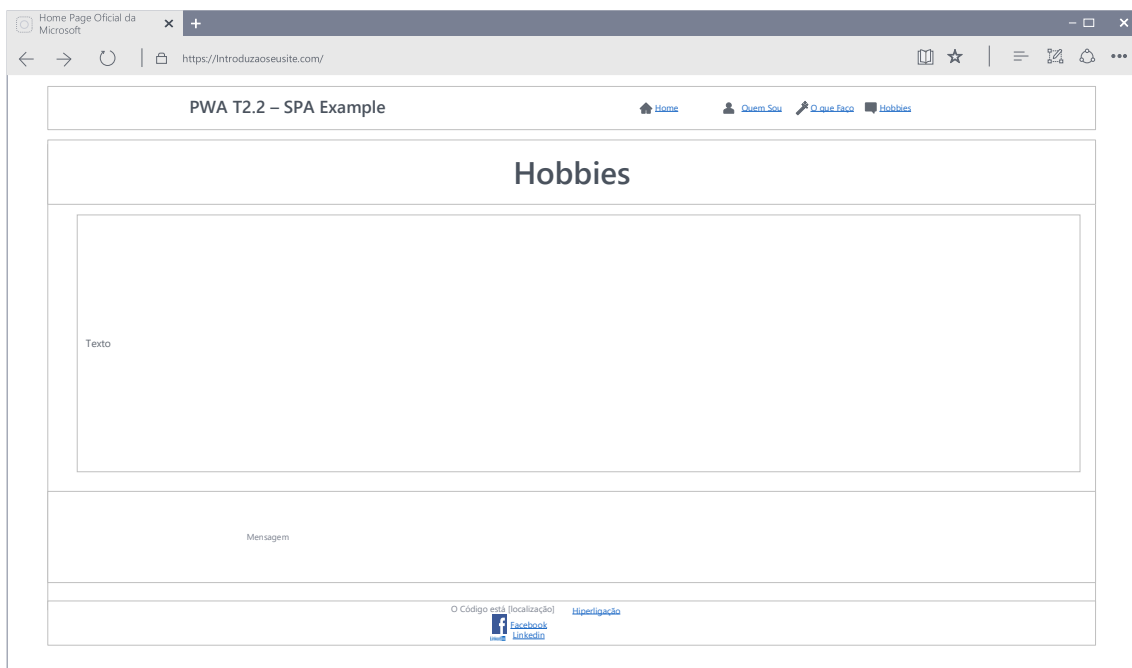 Home Page Oficial da
Microsoft
https://Introduzaoseusite.com/
PWA T2.2 – SPA Example
Home
Quem Sou
O que Faço
Hobbies
Hobbies
Texto
Mensagem
O Código está [localização]
Hiperligação
Facebook
Linkedin